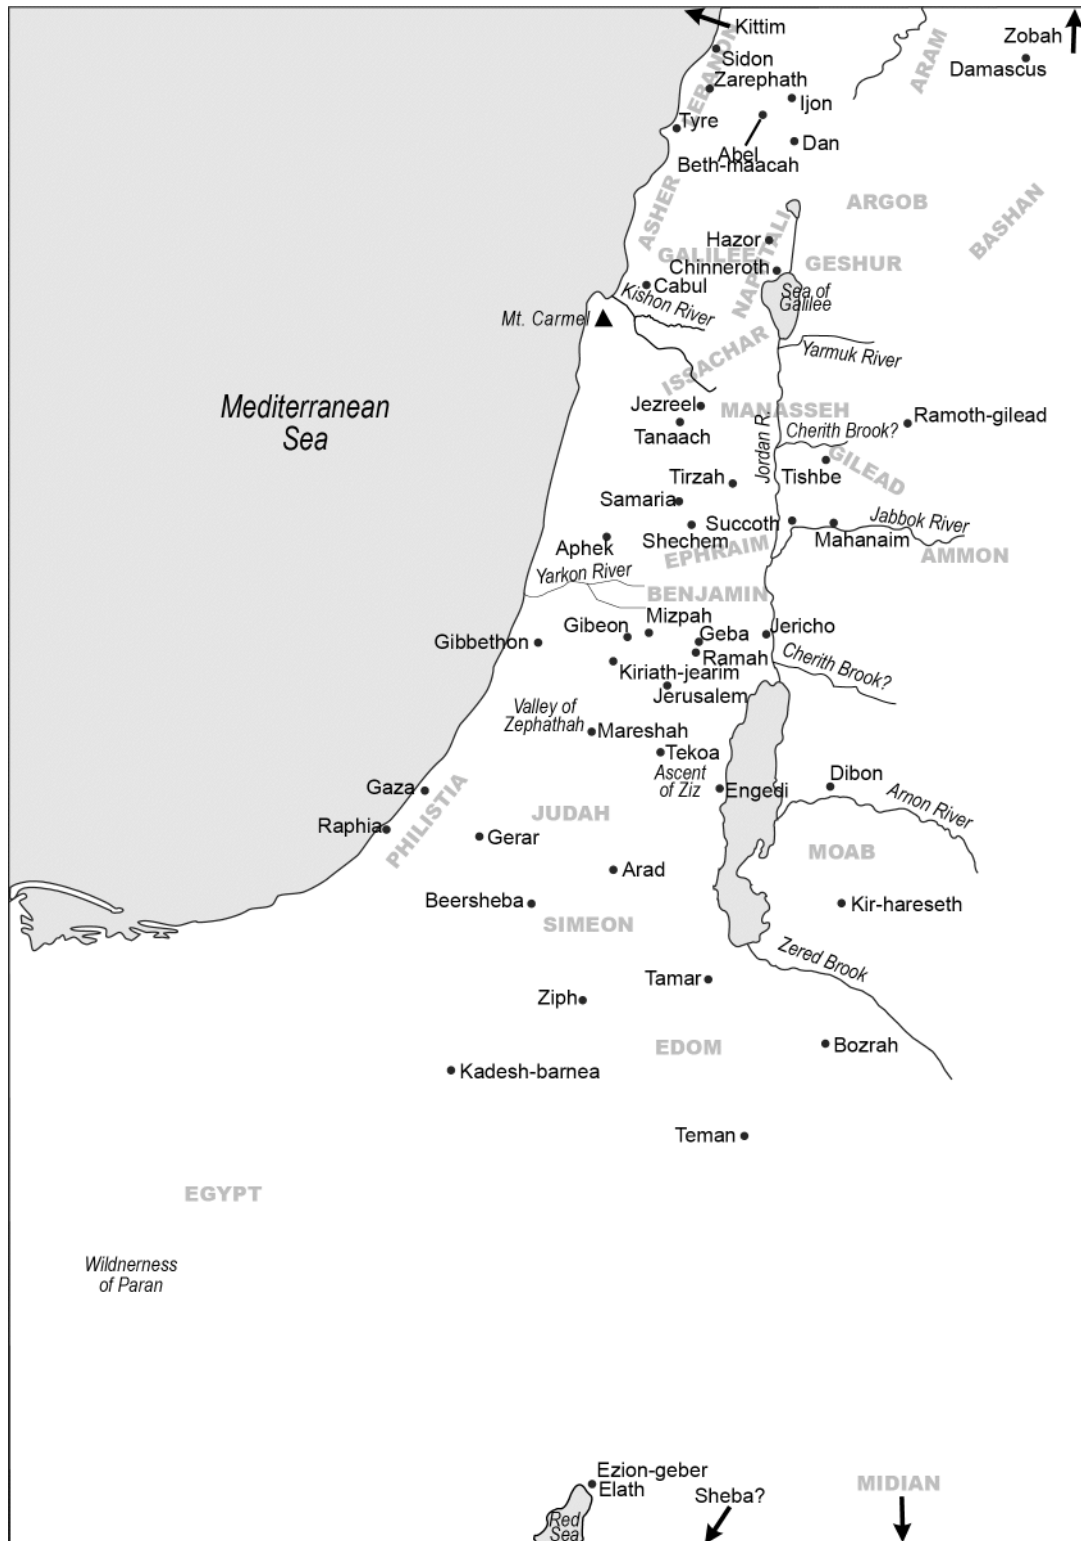 Kittim
Zobah
LEBANON
Sidon
ARAM
Damascus
Zarephath
Ijon
Tyre
Dan
Abel
Beth-maacah
ASHER
ARGOB
BASHAN
Hazor
GALILEE
NAPHTALI
Chinneroth
GESHUR
Cabul
Kishon River
Sea of
Galilee
Mt. Carmel
ISSACHAR
Yarmuk River
Mediterranean
Sea
Jezreel
MANASSEH
Ramoth-gilead
Tanaach
Jordan R.
Cherith Brook?
GILEAD
Tirzah
Tishbe
Samaria
Shechem
Succoth
Mahanaim
Jabbok River
Aphek
EPHRAIM
AMMON
Yarkon River
BENJAMIN
Mizpah
Gibeon
Geba
Jericho
Gibbethon
Ramah
Kiriath-jearim
Cherith Brook?
Jerusalem
Valley of
Zephathah
Mareshah
Tekoa
Ascent
of Ziz
Engedi
Dibon
Gaza
Arnon River
PHILISTIA
JUDAH
Raphia
Gerar
MOAB
Arad
Beersheba
Kir-hareseth
SIMEON
Zered Brook
Tamar
Ziph
EDOM
Bozrah
Kadesh-barnea
Teman
EGYPT
Wildnerness
of Paran
Ezion-geber
Elath
Sheba?
MIDIAN
Red
Sea